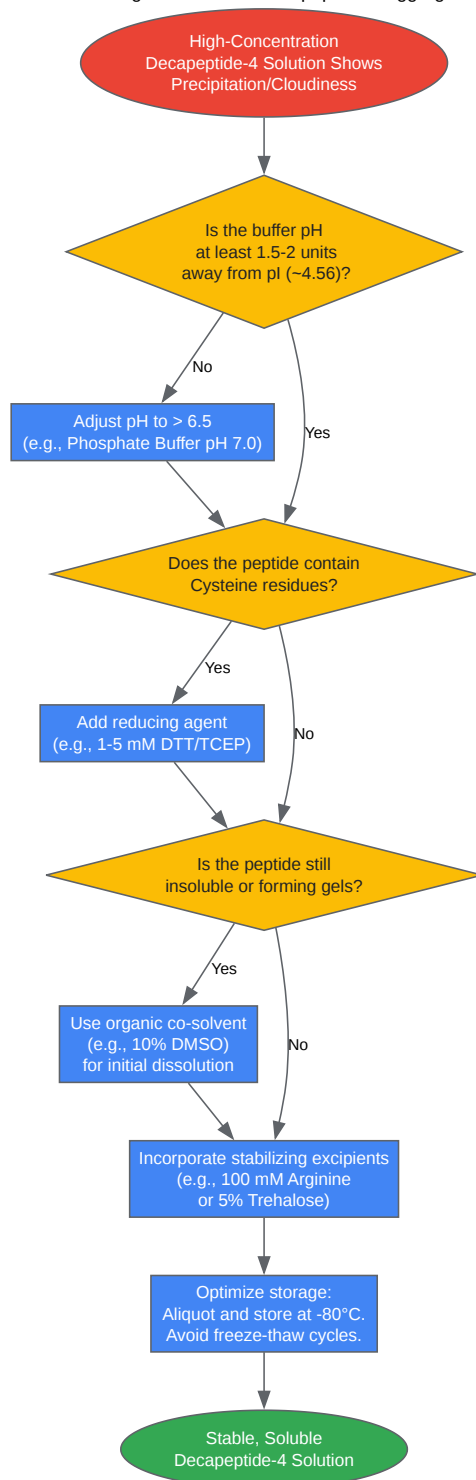 High-Concentration
Decapeptide-4 Solution Shows
Precipitation/Cloudiness
Is the buffer pH
at least 1.5-2 units
away from pI (~4.56)?
No
Yes
Adjust pH to > 6.5
(e.g., Phosphate Buffer pH 7.0)
Does the peptide contain
Cysteine residues?
Yes
No
Add reducing agent
(e.g., 1-5 mM DTT/TCEP)
Is the peptide still
insoluble or forming gels?
Yes
No
Use organic co-solvent
(e.g., 10% DMSO)
for initial dissolution
Incorporate stabilizing excipients
(e.g., 100 mM Arginine
or 5% Trehalose)
Optimize storage:
Aliquot and store at -80°C.
Avoid freeze-thaw cycles.
Stable, Soluble
Decapeptide-4 Solution